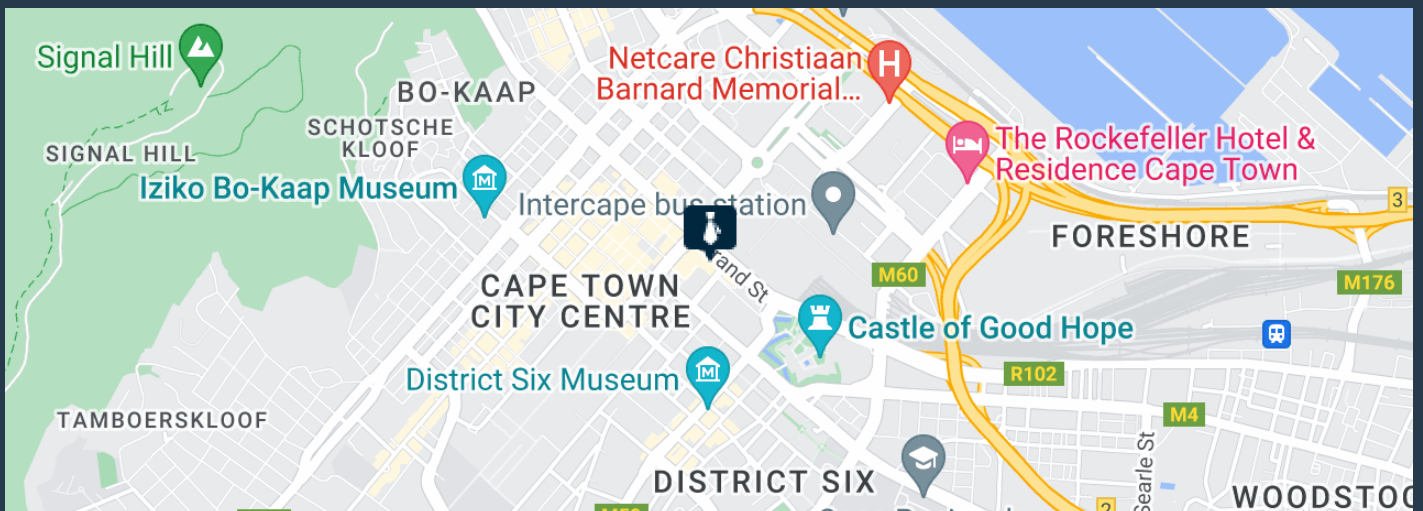 Signal Hill
Netcare Christiaan
Barnard Memorial...
BO-KAAP
SCHOTSCHE
KLOOF
SIGNAL HILL
The Rockefeller Hotel &
Residence Cape Town
Iziko Bo-Kaap Museum
Intercape bus station
3
FORESHORE
M60
M176
CAPE TOWN
CITY CENTRE
Castle of Good Hope
District Six Museum
R102
M4
TAMBOERSKLOOF
Searle St
DISTRICT SIX
2